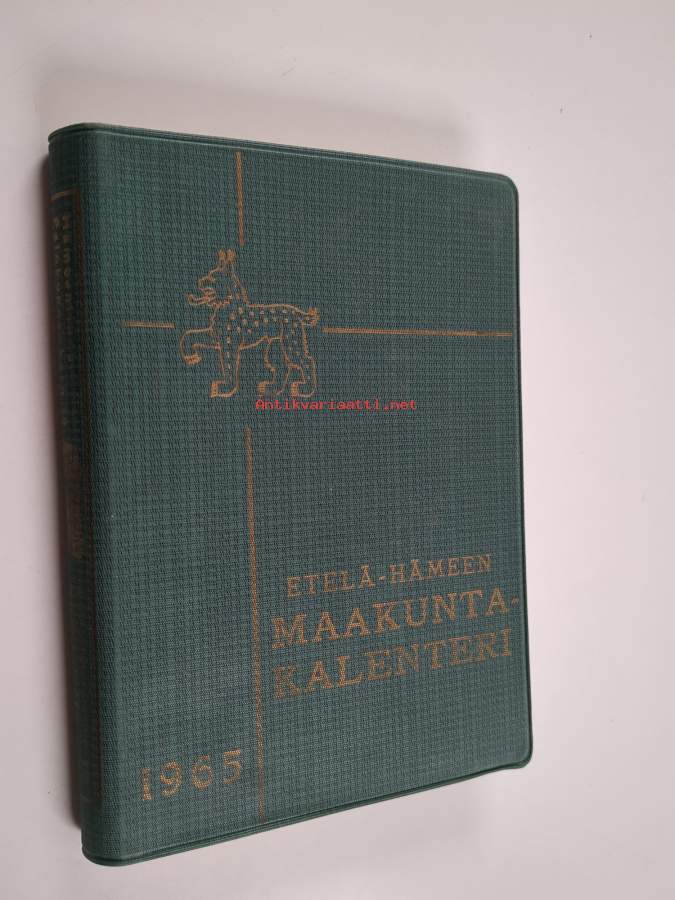 Antikvariaatti.net
ETELÄ-HÄMEEN
MAAKUNTA-
KALENTERI
1965